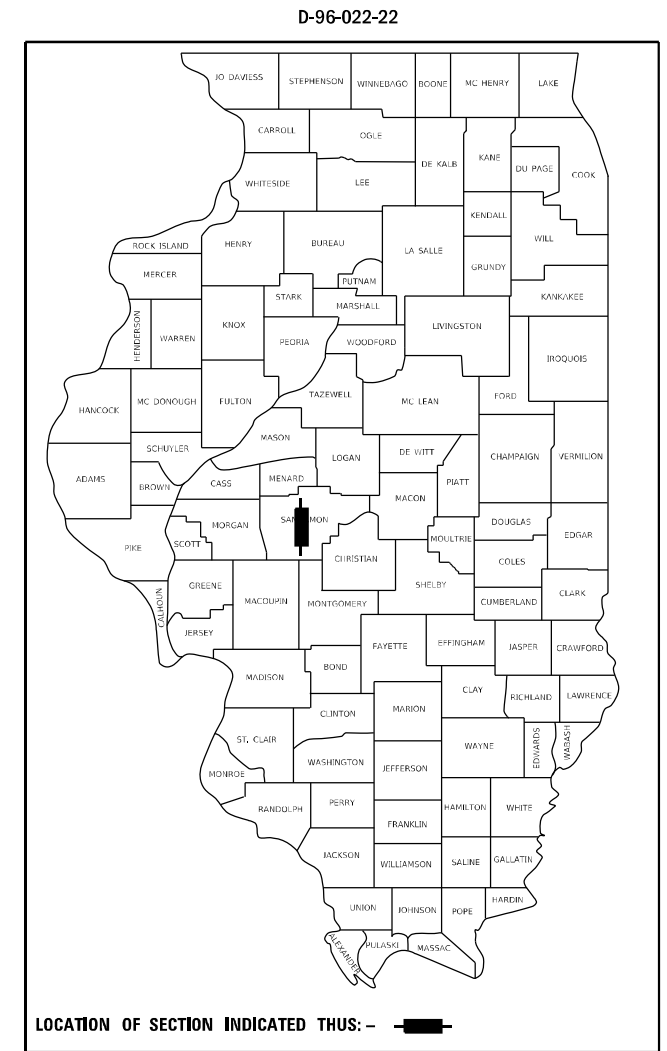 D-96-022-22
JO DAVIESS
STEPHENSON
WINNEBAGO
BOONE
MC HENRY
LAKE
CARROLL
OGLE
DE KALB
KANE
DU PAGE
COOK
WHITESIDE
LEE
KENDALL
WILL
ROCK ISLAND
HENRY
BUREAU
LA SALLE
GRUNDY
MERCER
PUTNAM
STARK
MARSHALL
KANKAKEE
HENDERSON
WARREN
KNOX
PEORIA
WOODFORD
LIVINGSTON
IROQUOIS
HANCOCK
MC DONOUGH
FULTON
TAZEWELL
MC LEAN
FORD
MASON
SCHUYLER
LOGAN
DE WITT
CHAMPAIGN
VERMILION
ADAMS
BROWN
CASS
MENARD
MACON
PIATT
PIKE
SCOTT
MORGAN
CHRISTIAN
MOULTRIE
DOUGLAS
EDGAR
COLES
SHELBY
CALHOUN
GREENE
MACOUPIN
MONTGOMERY
CUMBERLAND
CLARK
JERSEY
FAYETTE
EFFINGHAM
JASPER
CRAWFORD
MADISON
BOND
CLAY
RICHLAND
LAWRENCE
CLINTON
MARION
ST. CLAIR
WAYNE
EDWARDS
WABASH
MONROE
WASHINGTON
JEFFERSON
RANDOLPH
PERRY
HAMILTON
WHITE
FRANKLIN
JACKSON
WILLIAMSON
SALINE
GALLATIN
UNION
JOHNSON
POPE
HARDIN
ALEXANDER
PULASKI
MASSAC
LOCATION OF SECTION INDICATED THUS: –